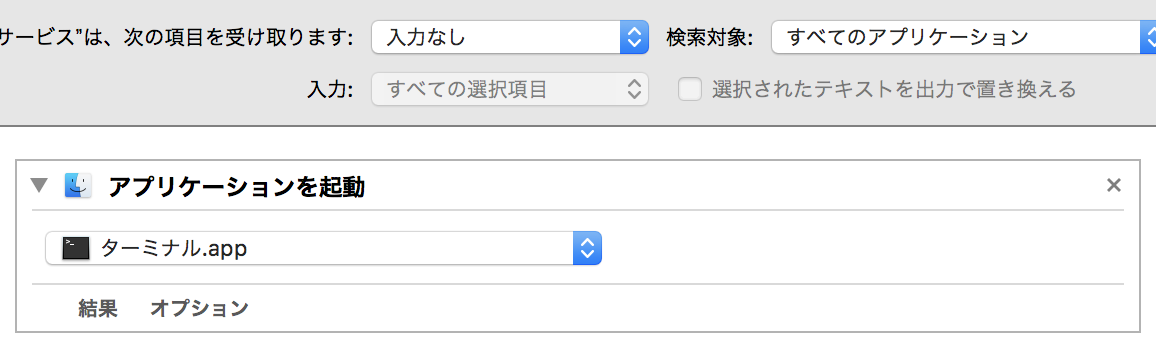 サービス”は、次の項目を受け取ります: 入力なし 検索対象: すべてのアプリケーション
入力: すべての選択項目 選択されたテキストを出力で置き換える
アプリケーションを起動
ターミナル.app
結果 オプション